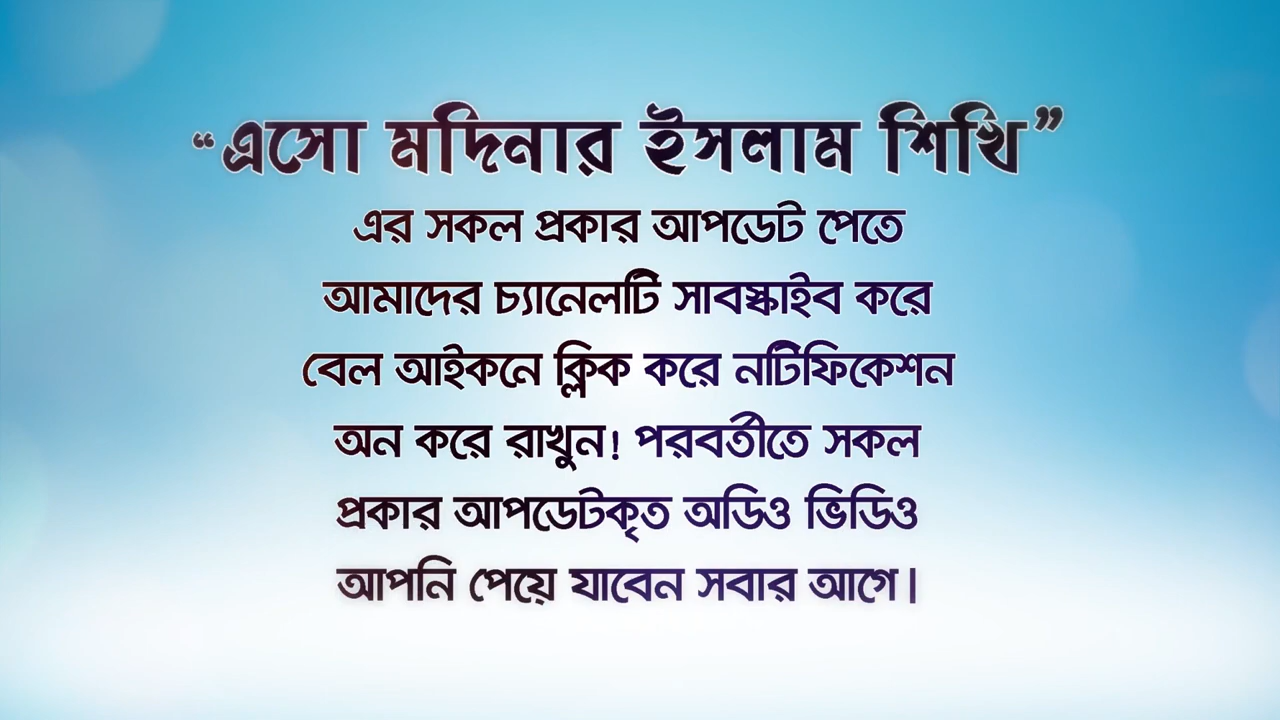 “এসো মদিনার ইসলাম শিখি”
এর সকল প্রকার আপডেট পেতে
আমাদের চ্যানেলটি সাবস্ক্রাইব করে
বেল আইকনে ক্লিক করে নটিফিকেশন
অন করে রাখুন! পরবর্তীতে সকল
প্রকার আপডেটকৃত অডিও ভিডিও
আপনি পেয়ে যাবেন সবার আগে।